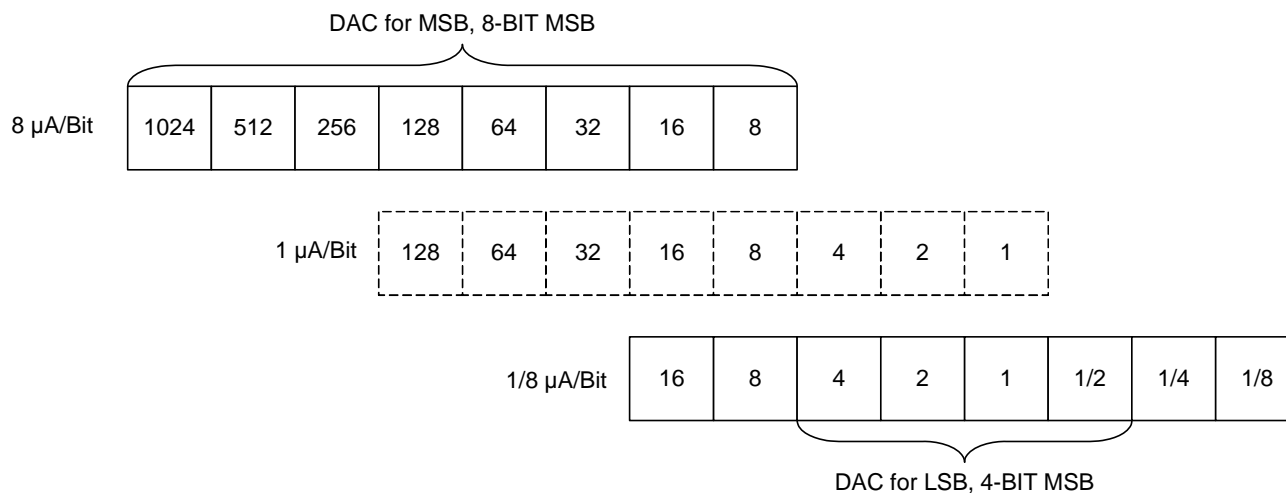 DAC for MSB, 8-BIT MSB
8 µA/Bit 1024 512 256 128 64 32 16 8
1 µA/Bit 128 64 32 16 8 4 2 1
1/8 µA/Bit 16 8 4 2 1 1/2 1/4 1/8
DAC for LSB, 4-BIT MSB